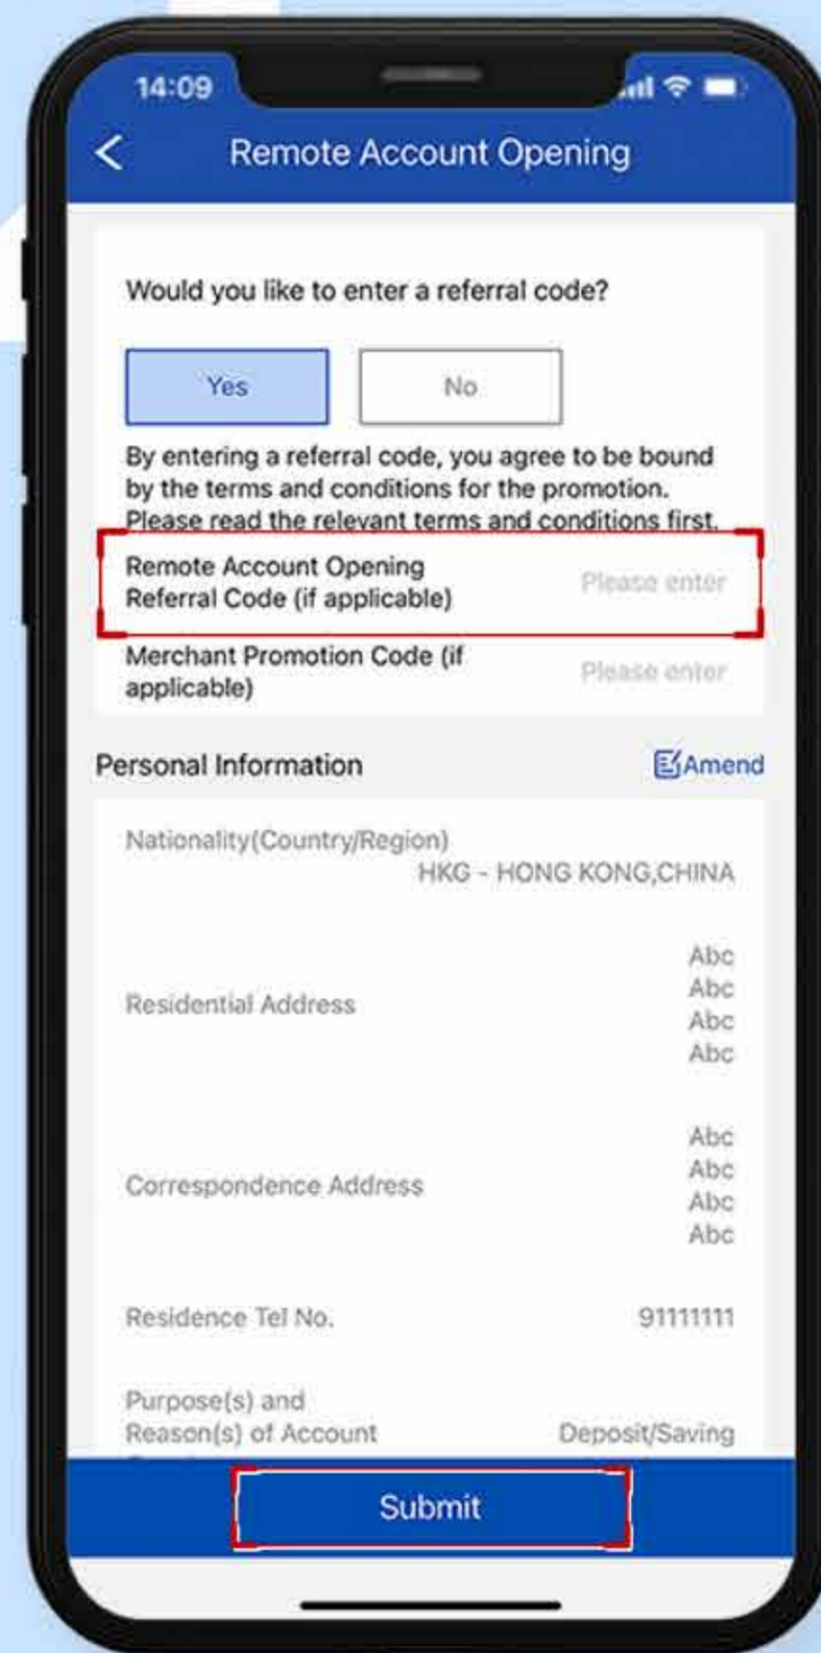 14:09
Remote Account Opening
Would you like to enter a referral code?
Yes No
By entering a referral code, you agree to be bound
by the terms and conditions for the promotion.
Please read the relevant terms and conditions first.
Remote Account Opening
Referral Code (if applicable)
Please enter
Merchant Promotion Code (if
applicable)
Please enter
Personal Information
Amend
Nationality(Country/Region)
HKG - HONG KONG,CHINA
Residential Address
Abc
Abc
Abc
Abc
Correspondence Address
Abc
Abc
Abc
Abc
Residence Tel No. 91111111
Purpose(s) and
Reason(s) of Account
Deposit/Saving
Submit